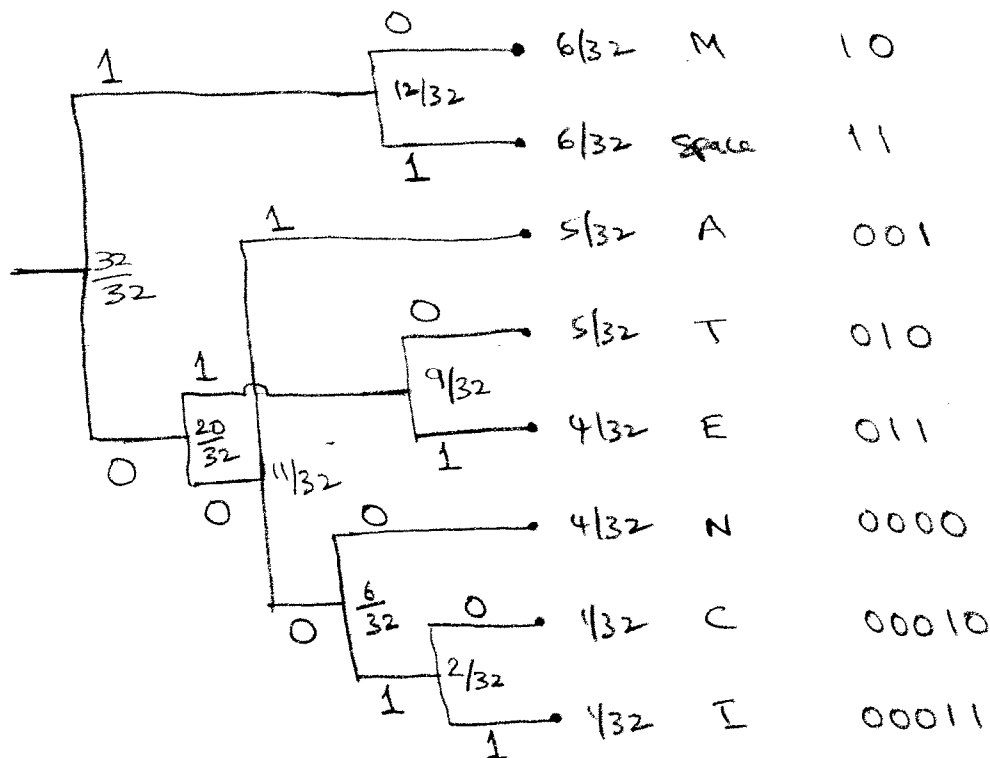 0
1
6/32 M 10
12/32
6/32 Space 11
1
1
5/32 A 001
32/32
0
5/32 T 010
1
9/32
20/32
4/32 E 011
0
1
11/32
0
0
4/32 N 0000
6/32
0
0
1/32 C 00010
2/32
1
1/32 I 00011
1